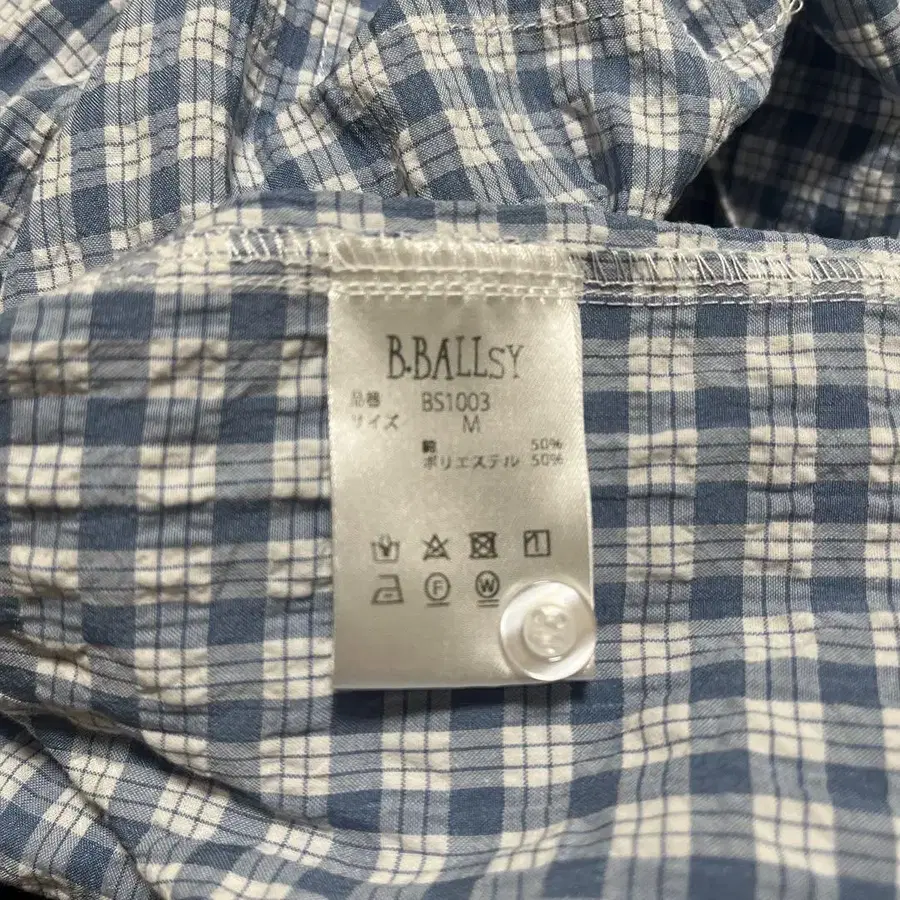 B.BALLSY
品番 BS1003
サイズ M
綿 50%
ポリエステル 50%
F W